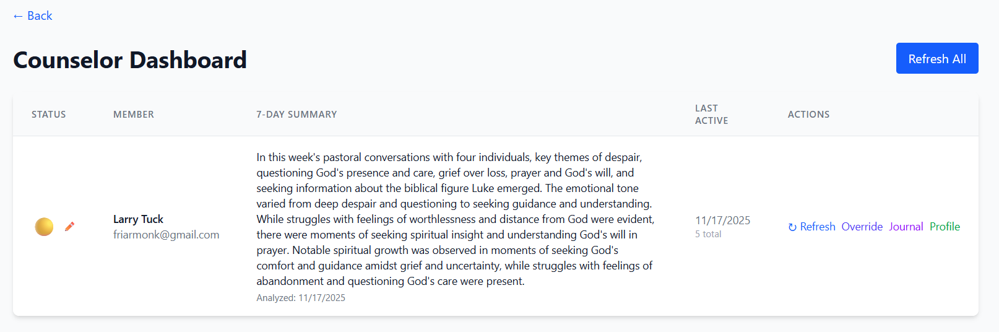 ← Back
Counselor Dashboard
Refresh All
STATUS
MEMBER
7-DAY SUMMARY
LAST
ACTIVE
ACTIONS
In this week's pastoral conversations with four individuals, key themes of despair,
questioning God's presence and care, grief over loss, prayer and God's will, and
seeking information about the biblical figure Luke emerged. The emotional tone
varied from deep despair and questioning to seeking guidance and understanding.
While struggles with feelings of worthlessness and distance from God were evident,
there were moments of seeking spiritual insight and understanding God's will in
prayer. Notable spiritual growth was observed in moments of seeking God's
comfort and guidance amidst grief and uncertainty, while struggles with feelings of
abandonment and questioning God's care were present.
Analyzed: 11/17/2025
Larry Tuck
friarmonk@gmail.com
11/17/2025
5 total
↻ Refresh
Override
Journal
Profile